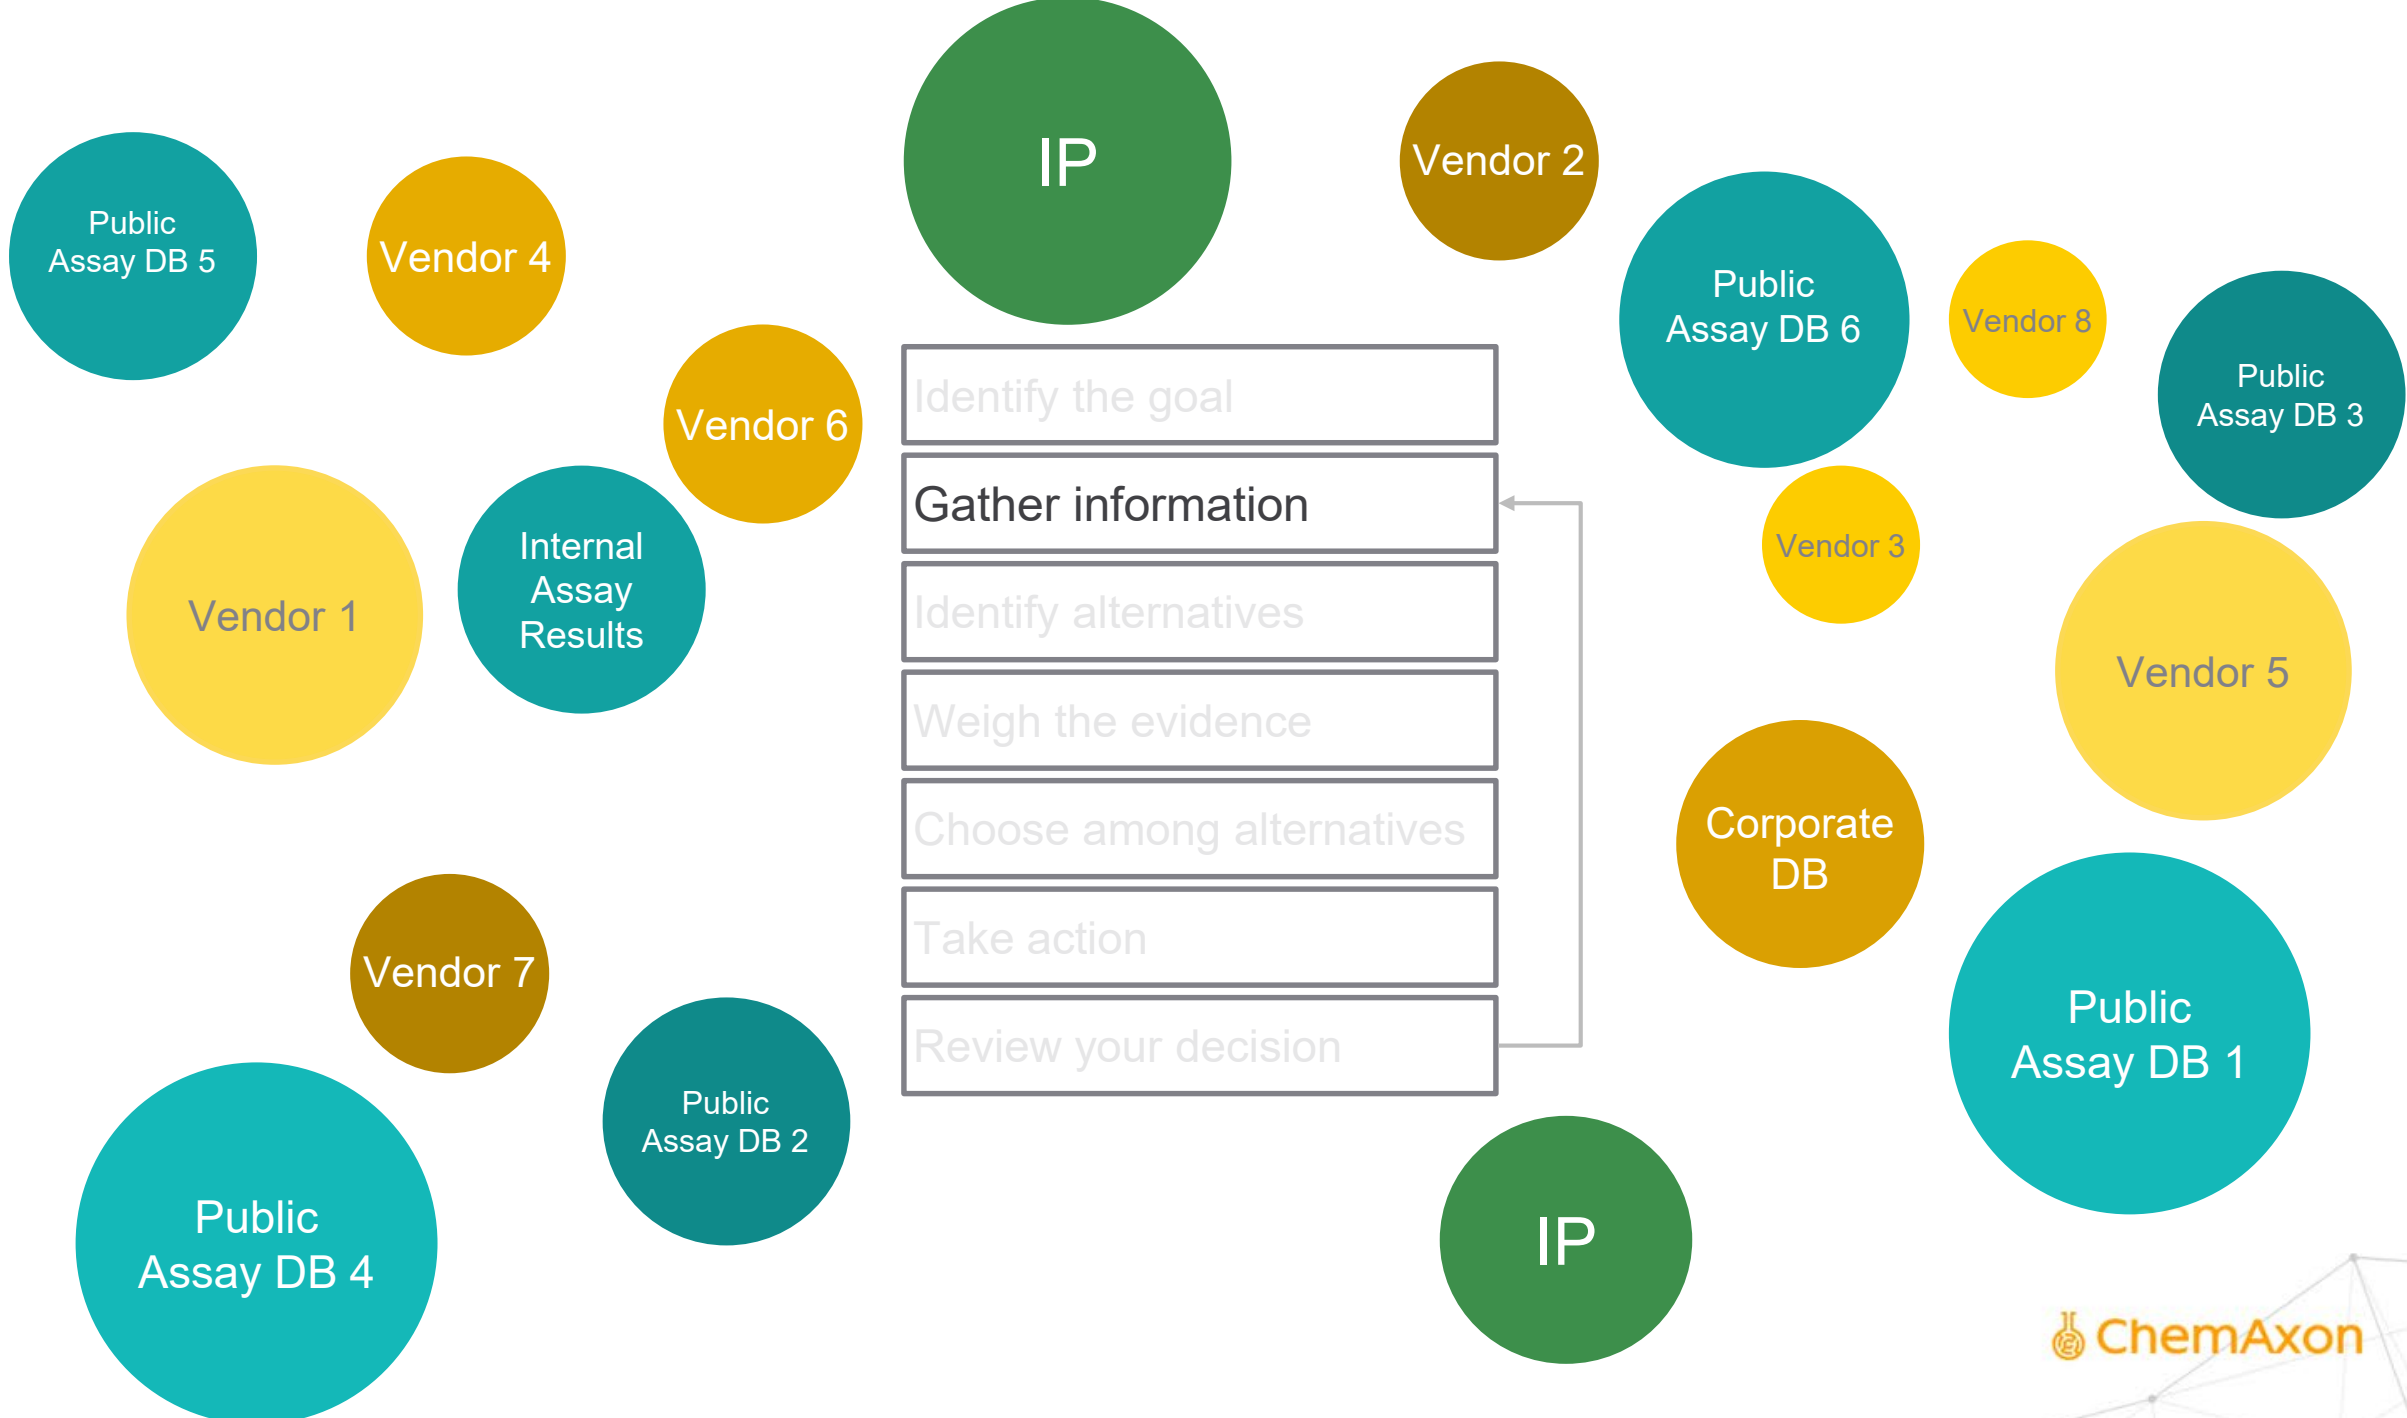 IP
Vendor 2
Public
Assay DB 5
Vendor 4
Public
Assay DB 6
Vendor 8
Public
Assay DB 3
Vendor 6
Identify the goal
Gather information
Identify alternatives
Weigh the evidence
Choose among alternatives
Take action
Review your decision
Vendor 1
Internal
Assay
Results
Vendor 3
Vendor 5
Corporate
DB
Vendor 7
Public
Assay DB 1
Public
Assay DB 2
Public
Assay DB 4
IP
ChemAxon